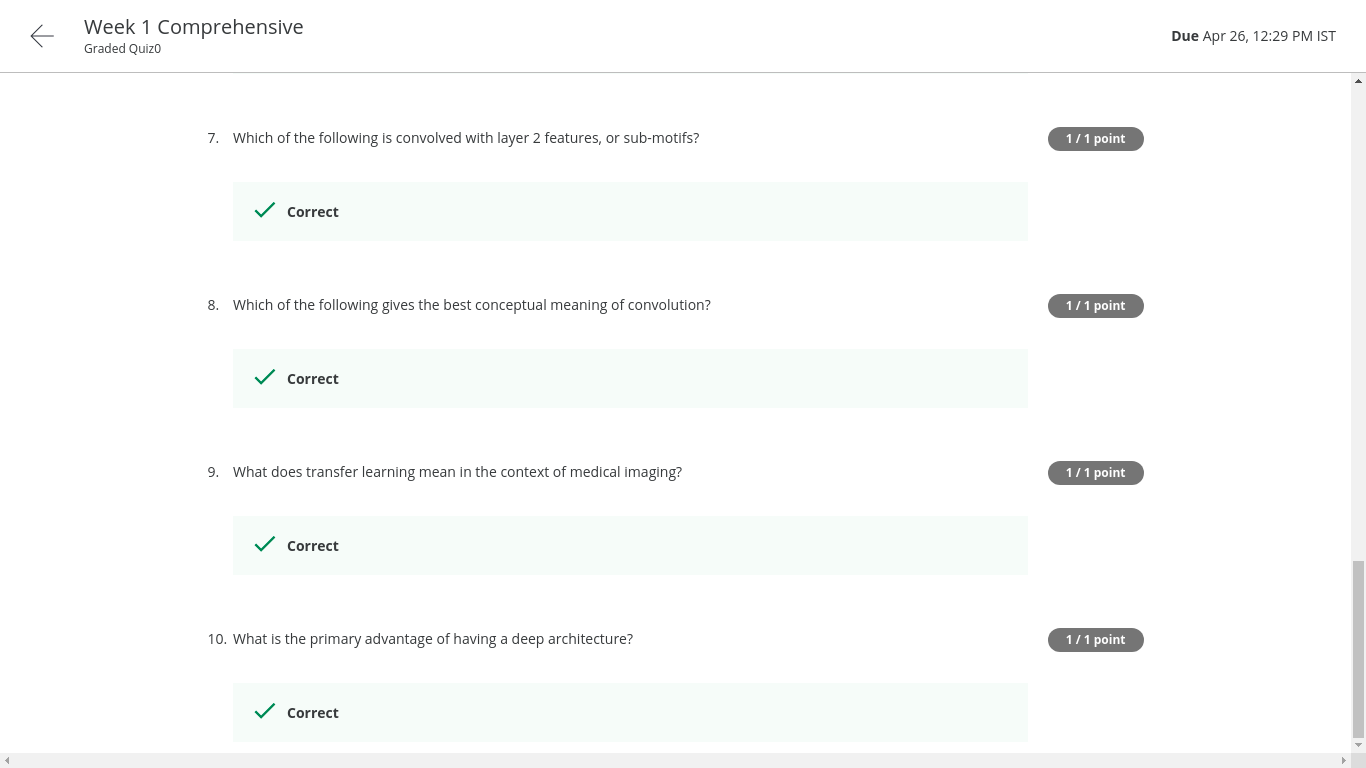 Week 1 Comprehensive
Graded Quiz0
Due Apr 26, 12:29 PM IST
7. Which of the following is convolved with layer 2 features, or sub-motifs?
1 / 1 point
Correct
8. Which of the following gives the best conceptual meaning of convolution?
1 / 1 point
Correct
9. What does transfer learning mean in the context of medical imaging?
1 / 1 point
Correct
10. What is the primary advantage of having a deep architecture?
1 / 1 point
Correct